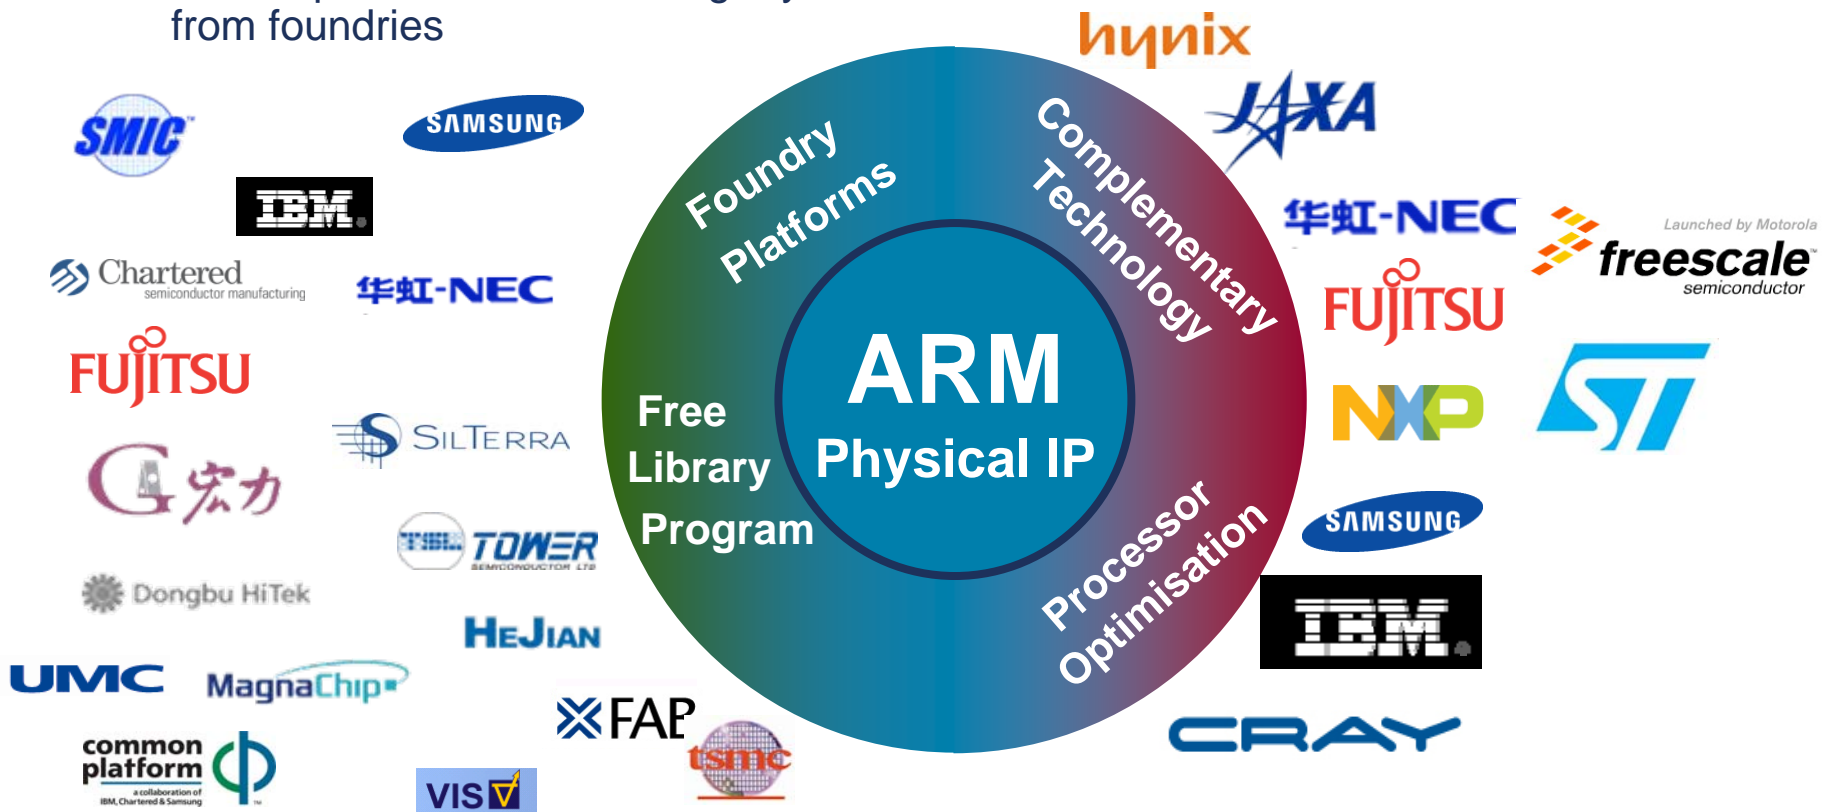 from foundries
hynix
SMIC™
SAMSUNG
JAXA
IBM.
华虹-NEC
Launched by Motorola
freescale™
semiconductor
Chartered
semiconductor manufacturing
华虹-NEC
FUJITSU
FUJITSU
ST
NXP
SILTERRA
G 宏力
SAMSUNG
TOWER
SEMICONDUCTOR LTD
Dongbu HiTek
HEJIAN
IBM.
UMC
MagnaChip
XFAB
tsmc
CRAY
common
platform
a collaboration of
IBM, Chartered & Samsung
VIS
Foundry
Platforms
Complementary
Technology
Free
Library
Program
ARM
Physical IP
Processor
Optimisation